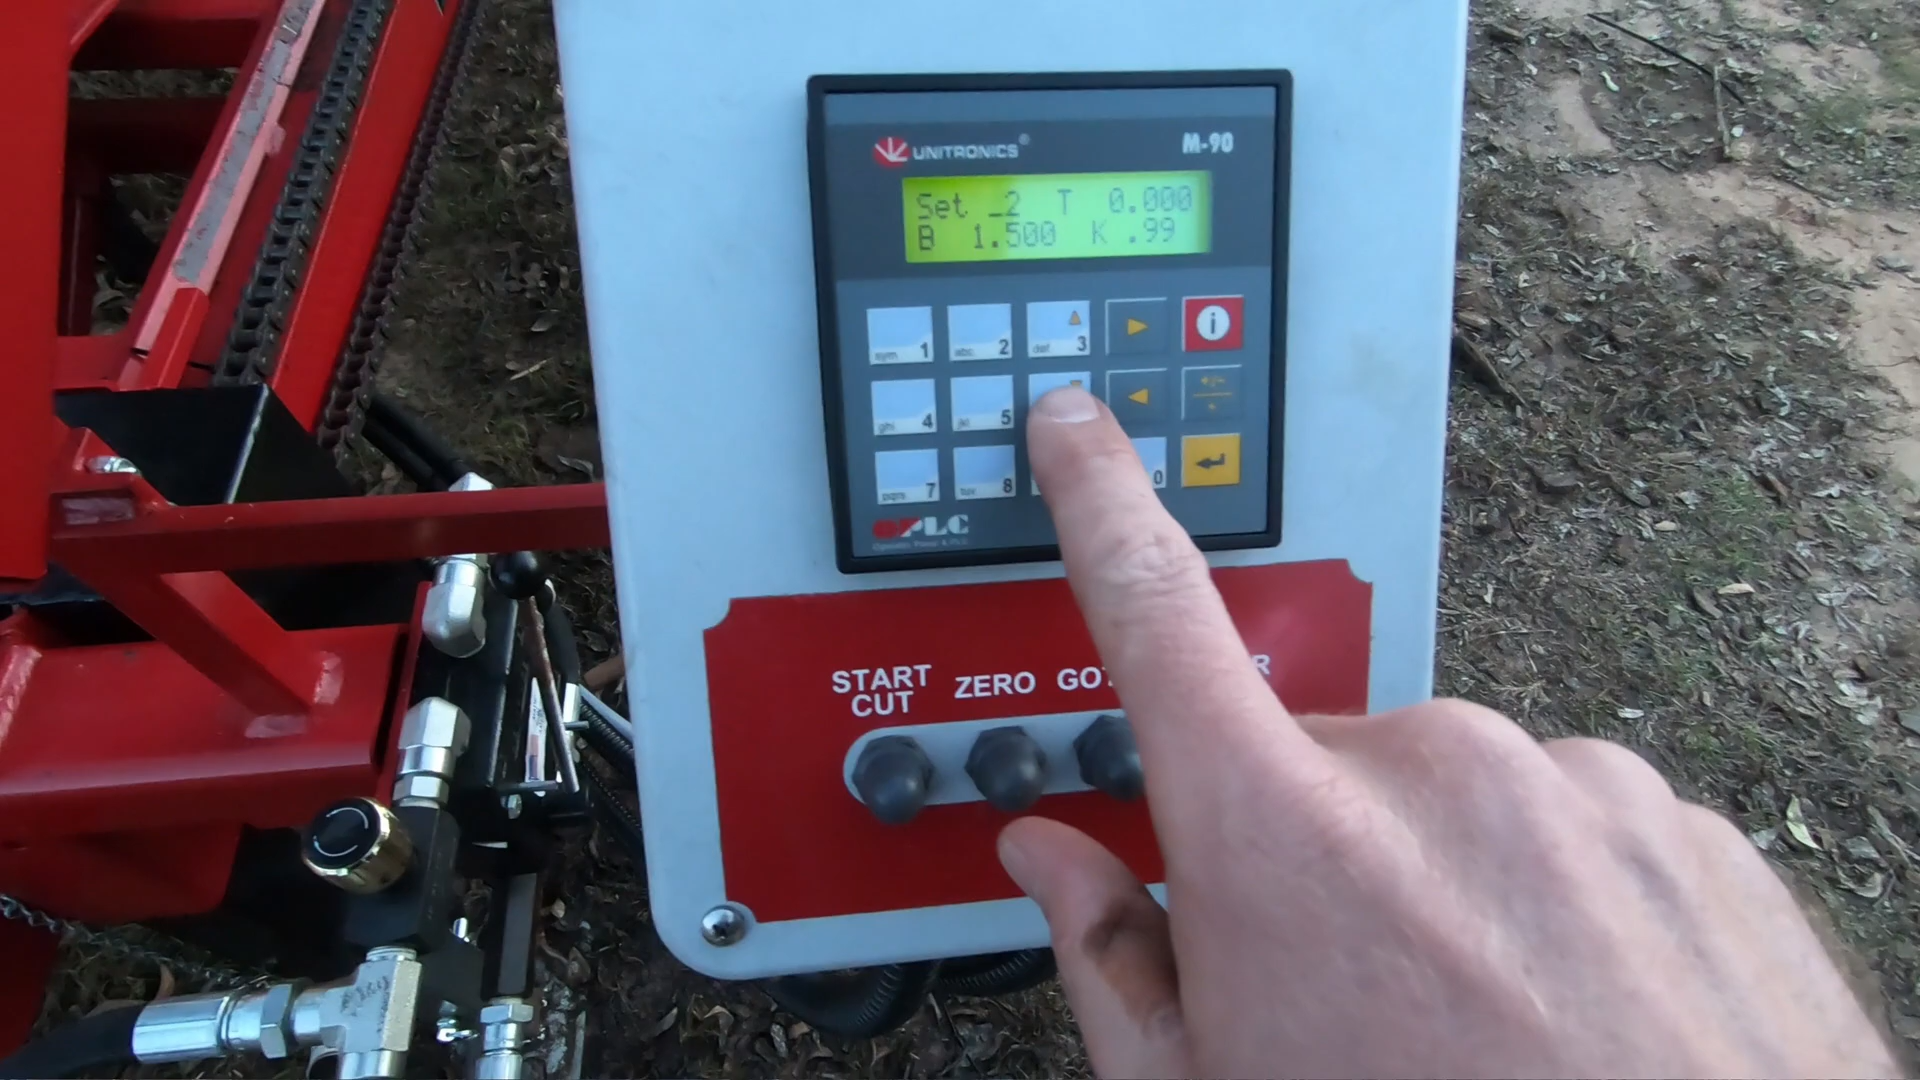 UNITRONICS® M-90
Set _2 T 0.000
B 1.500 K .99
sym 1 abc 2 def 3 i
ghi 4 jkl 5 +/-
pqrs 7 tuv 8 0
OPLC
START CUT
ZERO